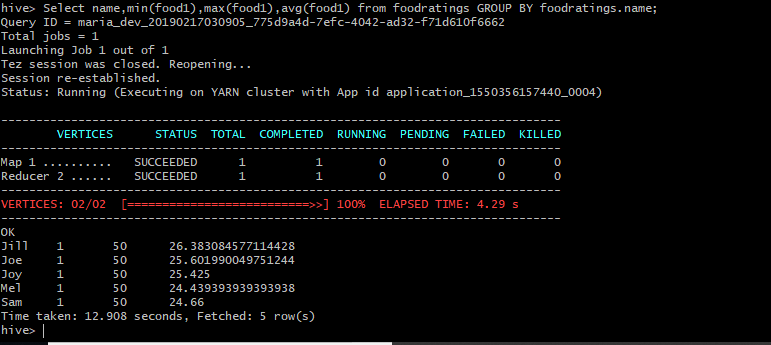 hive> Select name,min(food1),max(food1),avg(food1) from foodratings GROUP BY foodratings.name;
Query ID = maria_dev_20190217030905_775d9a4d-7efc-4042-ad32-f71d610f6662
Total jobs = 1
Launching Job 1 out of 1
Tez session was closed. Reopening...
Session re-established.
Status: Running (Executing on YARN cluster with App id application_1550356157440_0004)
--------------------------------------------------------------------------------
VERTICES STATUS TOTAL COMPLETED RUNNING PENDING FAILED KILLED
--------------------------------------------------------------------------------
Map 1 .......... SUCCEEDED 1 1 0 0 0 0
Reducer 2 ...... SUCCEEDED 1 1 0 0 0 0
--------------------------------------------------------------------------------
VERTICES: 02/02 [==========================>>] 100% ELAPSED TIME: 4.29 s
--------------------------------------------------------------------------------
OK
Jill 1 50 26.383084577114428
Joe 1 50 25.601990049751244
Joy 1 50 25.425
Mel 1 50 24.439393939393938
Sam 1 50 24.66
Time taken: 12.908 seconds, Fetched: 5 row(s)
hive>